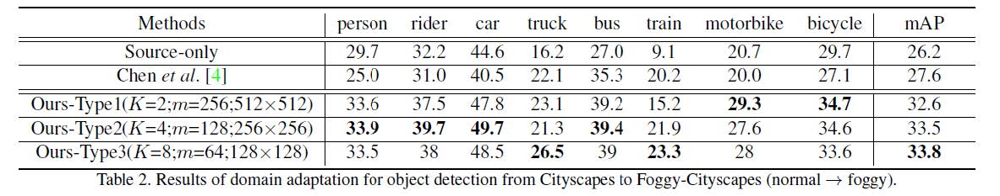 Methods person rider car truck bus train motorbike bicycle mAP
Source-only 29.7 32.2 44.6 16.2 27.0 9.1 20.7 29.7 26.2
Chen et al. [4] 25.0 31.0 40.5 22.1 35.3 20.2 20.0 27.1 27.6
Ours-Type1(K=2;m=256;512×512) 33.6 37.5 47.8 23.1 39.2 15.2 29.3 34.7 32.6
Ours-Type2(K=4;m=128;256×256) 33.9 39.7 49.7 21.3 39.4 21.9 27.6 34.6 33.5
Ours-Type3(K=8;m=64;128×128) 33.5 38 48.5 26.5 39 23.3 28 33.6 33.8
Table 2. Results of domain adaptation for object detection from Cityscapes to Foggy-Cityscapes (normal → foggy).